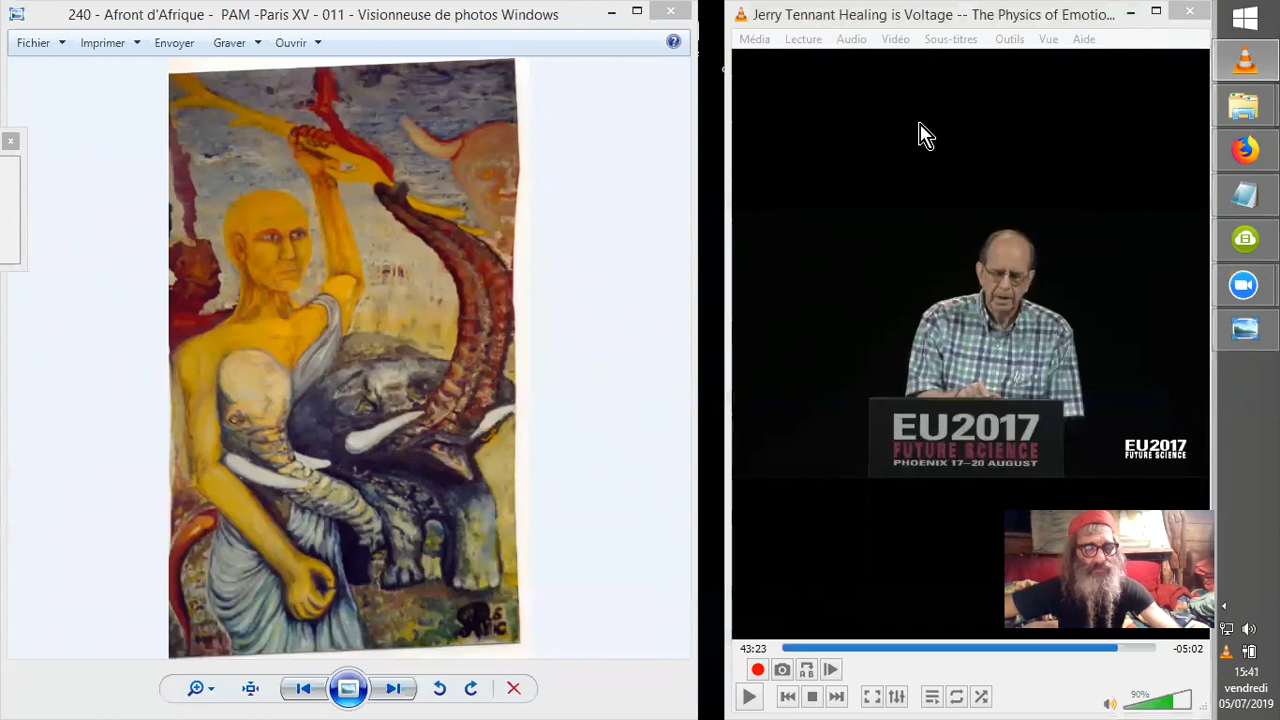 240 - Afront d'Afrique - PAM -Paris XV - 011 - Visionneuse de photos Windows
Fichier Imprimer Envoyer Graver Ouvrir
Jerry Tennant Healing is Voltage -- The Physics of Emotio...
Média Lecture Audio Vidéo Sous-titres Outils Vue Aide
EU2017
FUTURE SCIENCE
PHOENIX 17–20 AUGUST
EU2017
FUTURE SCIENCE
43:23 -05:02
90%
15:41
vendredi
05/07/2019